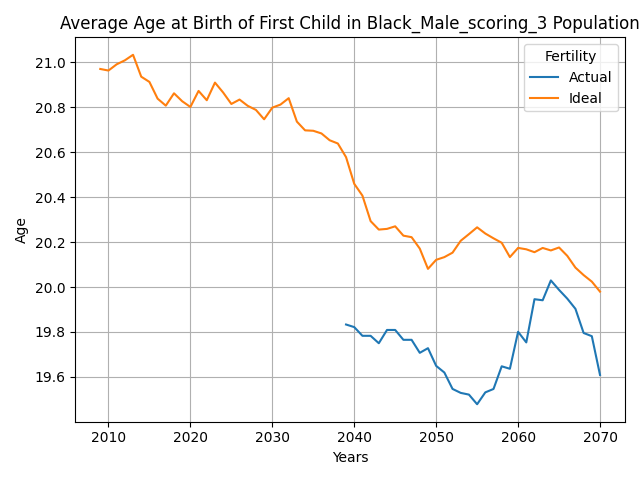 Average Age at Birth of First Child in Black_Male_scoring_3 Population
Fertility
Actual
Ideal
Age
21.0
20.8
20.6
20.4
20.2
20.0
19.8
19.6
2010 2020 2030 2040 2050 2060 2070
Years